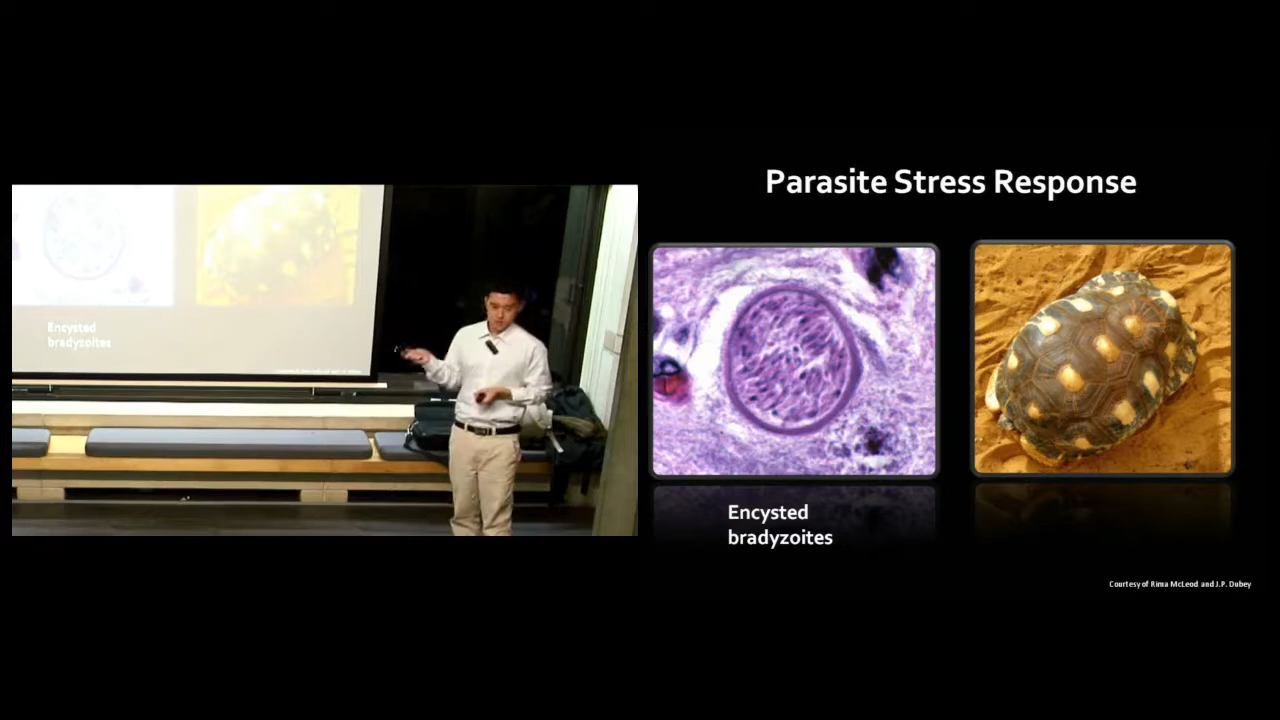 Encysted
bradyzoites
Parasite Stress Response
Encysted
bradyzoites
Courtesy of Rima McLeod and J.P. Dubey